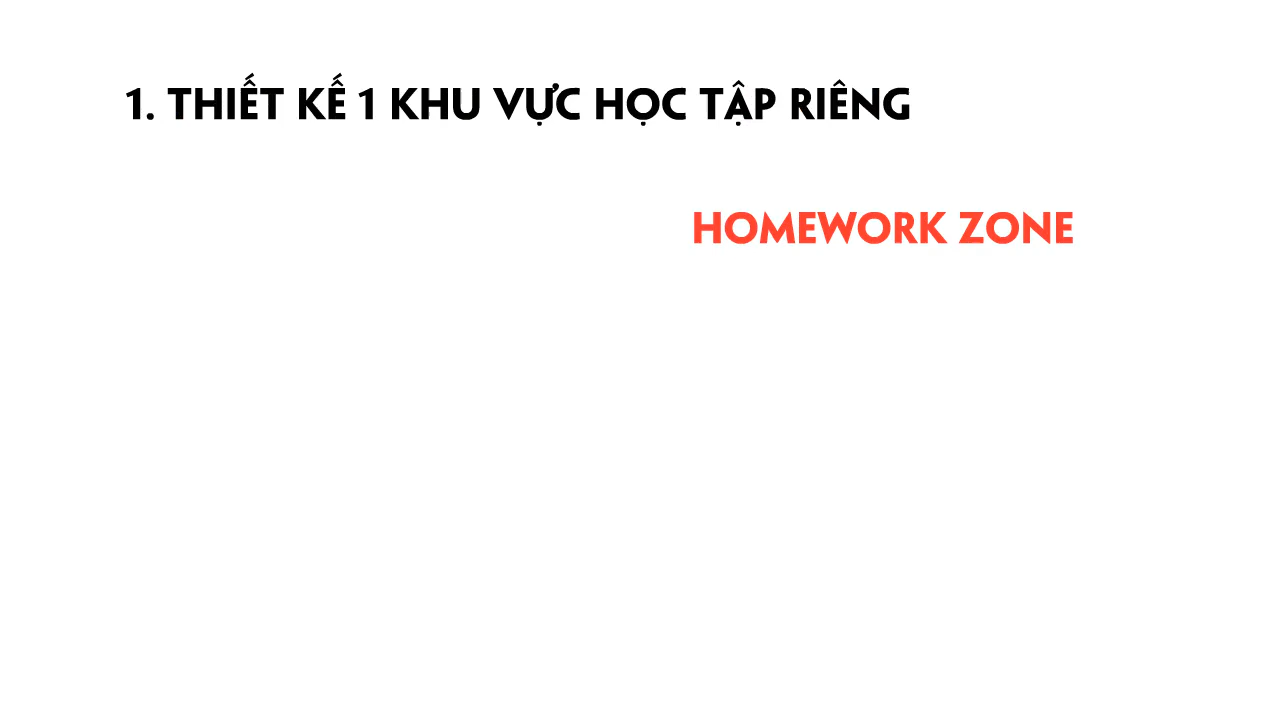 1. THIẾT KẾ 1 KHU VỰC HỌC TẬP RIÊNG
HOMEWORK ZONE